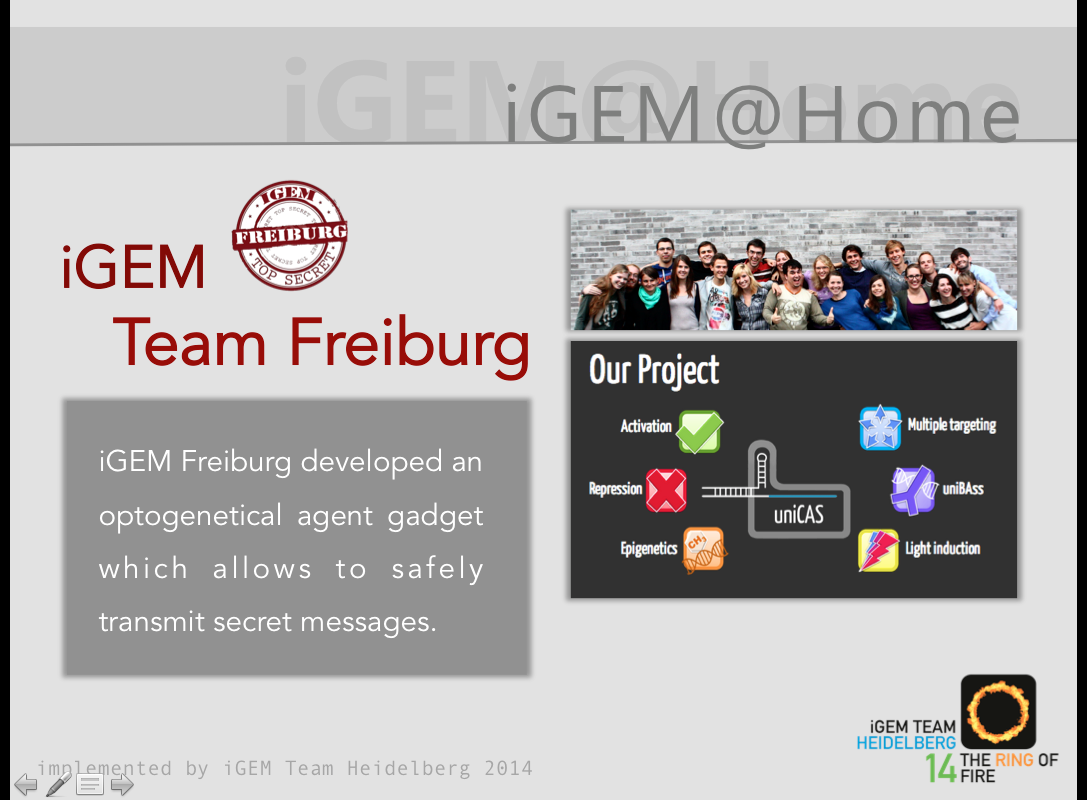 iGEM@Home
iGEM@Home
IGEM
FREIBURG
TOP SECRET
iGEM
Team Freiburg
iGEM Freiburg developed an
optogenetical agent gadget
which allows to safely
transmit secret messages.
Our Project
Activation
Multiple targeting
Repression
uniBAss
uniCAS
Epigenetics
CH3
Light induction
iGEM TEAM
HEIDELBERG
14 THE RING OF
FIRE
implemented by iGEM Team Heidelberg 2014